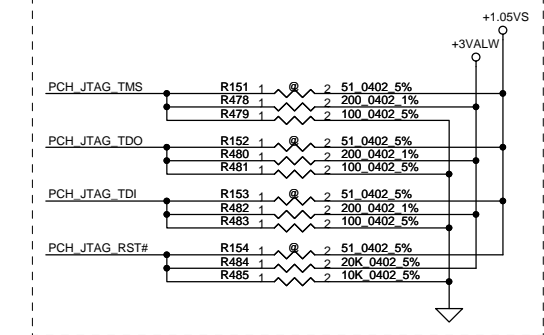 +1.05VS
+3VALW
PCH_JTAG_TMS R151 1 @ 2 51_0402_5%
R478 1 2 200_0402_1%
R479 1 2 100_0402_5%
PCH_JTAG_TDO R152 1 @ 2 51_0402_5%
R480 1 2 200_0402_1%
R481 1 2 100_0402_5%
PCH_JTAG_TDI R153 1 @ 2 51_0402_5%
R482 1 2 200_0402_1%
R483 1 2 100_0402_5%
PCH_JTAG_RST# R154 1 @ 2 51_0402_5%
R484 1 2 20K_0402_5%
R485 1 2 10K_0402_5%